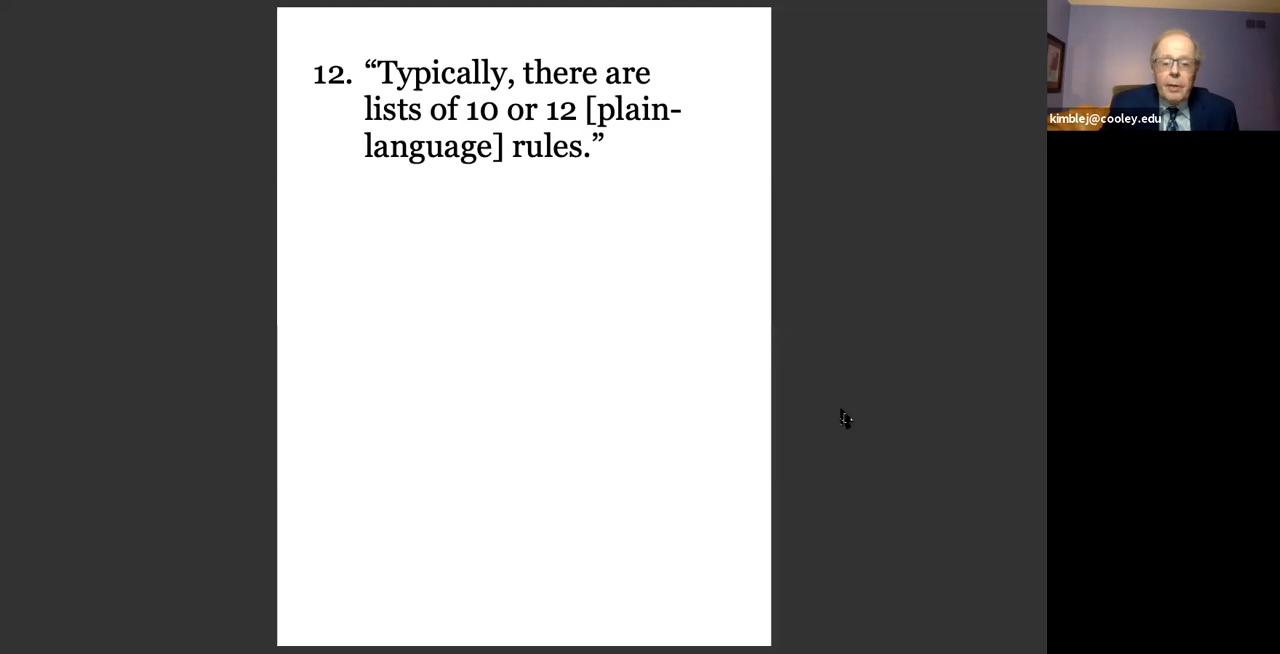 12. “Typically, there are
lists of 10 or 12 [plain-
language] rules.”
kimblej@cooley.edu